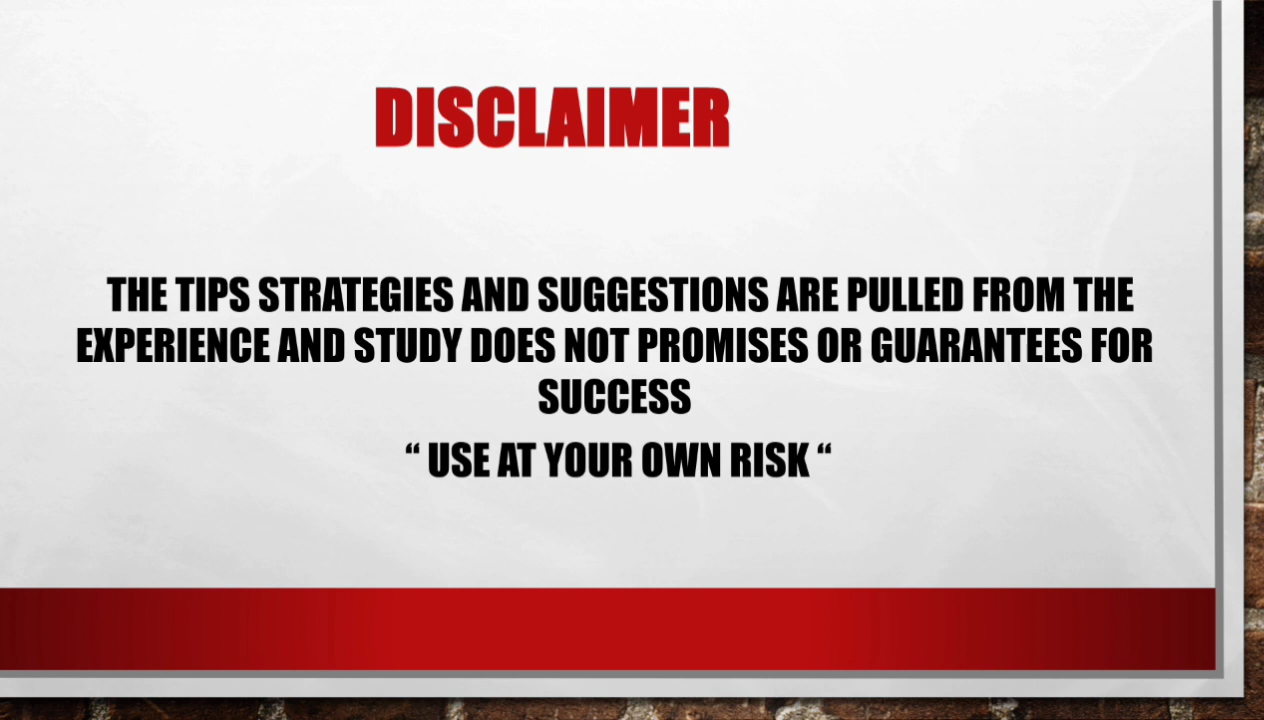 DISCLAIMER
THE TIPS STRATEGIES AND SUGGESTIONS ARE PULLED FROM THE
EXPERIENCE AND STUDY DOES NOT PROMISES OR GUARANTEES FOR
SUCCESS
“ USE AT YOUR OWN RISK “